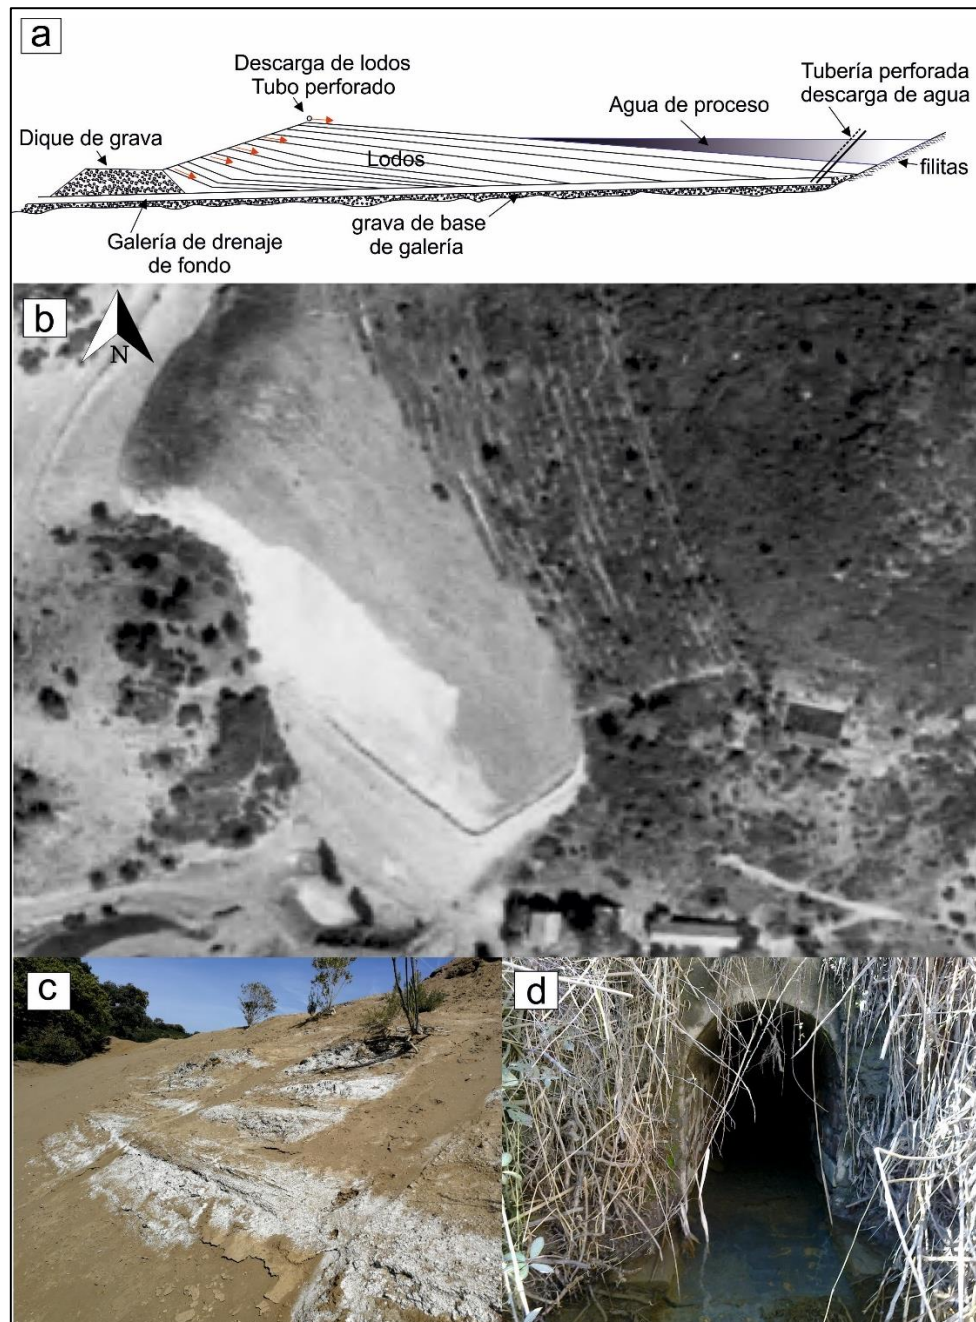 a
Descarga de lodos
Tubo perforado
Tubería perforada
descarga de agua
Agua de proceso
Dique de grava
Lodos
filitas
Galería de drenaje
de fondo
grava de base
de galería
b
N
c
d